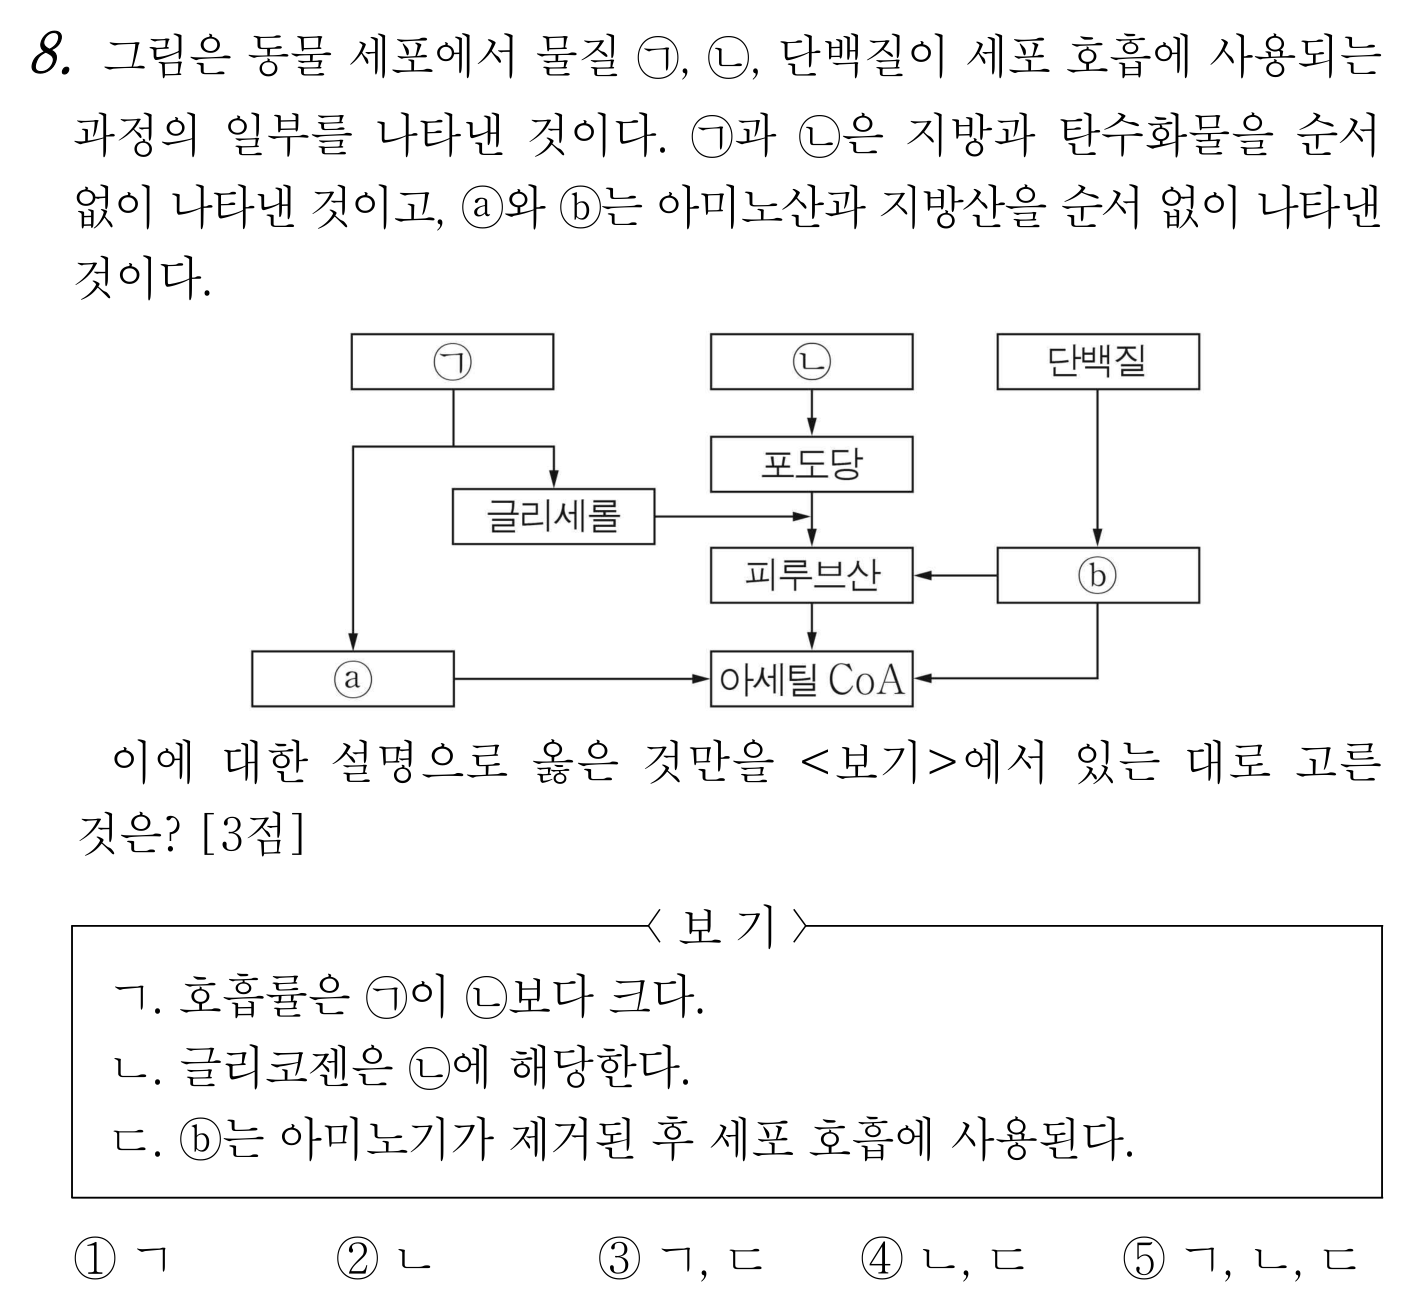 8. 그림은 동물 세포에서 물질 ㉠, ㉡, 단백질이 세포 호흡에 사용되는
과정의 일부를 나타낸 것이다. ㉠과 ㉡은 지방과 탄수화물을 순서
없이 나타낸 것이고, ⓐ와 ⓑ는 아미노산과 지방산을 순서 없이 나타낸
것이다.
㉠
㉡
단백질
포도당
글리세롤
피루브산
ⓑ
ⓐ
아세틸 CoA
이에 대한 설명으로 옳은 것만을 <보기>에서 있는 대로 고른
것은? [3점]
〈 보 기 〉
ㄱ. 호흡률은 ㉠이 ㉡보다 크다.
ㄴ. 글리코젠은 ㉡에 해당한다.
ㄷ. ⓑ는 아미노기가 제거된 후 세포 호흡에 사용된다.
① ㄱ ② ㄴ ③ ㄱ, ㄷ ④ ㄴ, ㄷ ⑤ ㄱ, ㄴ, ㄷ